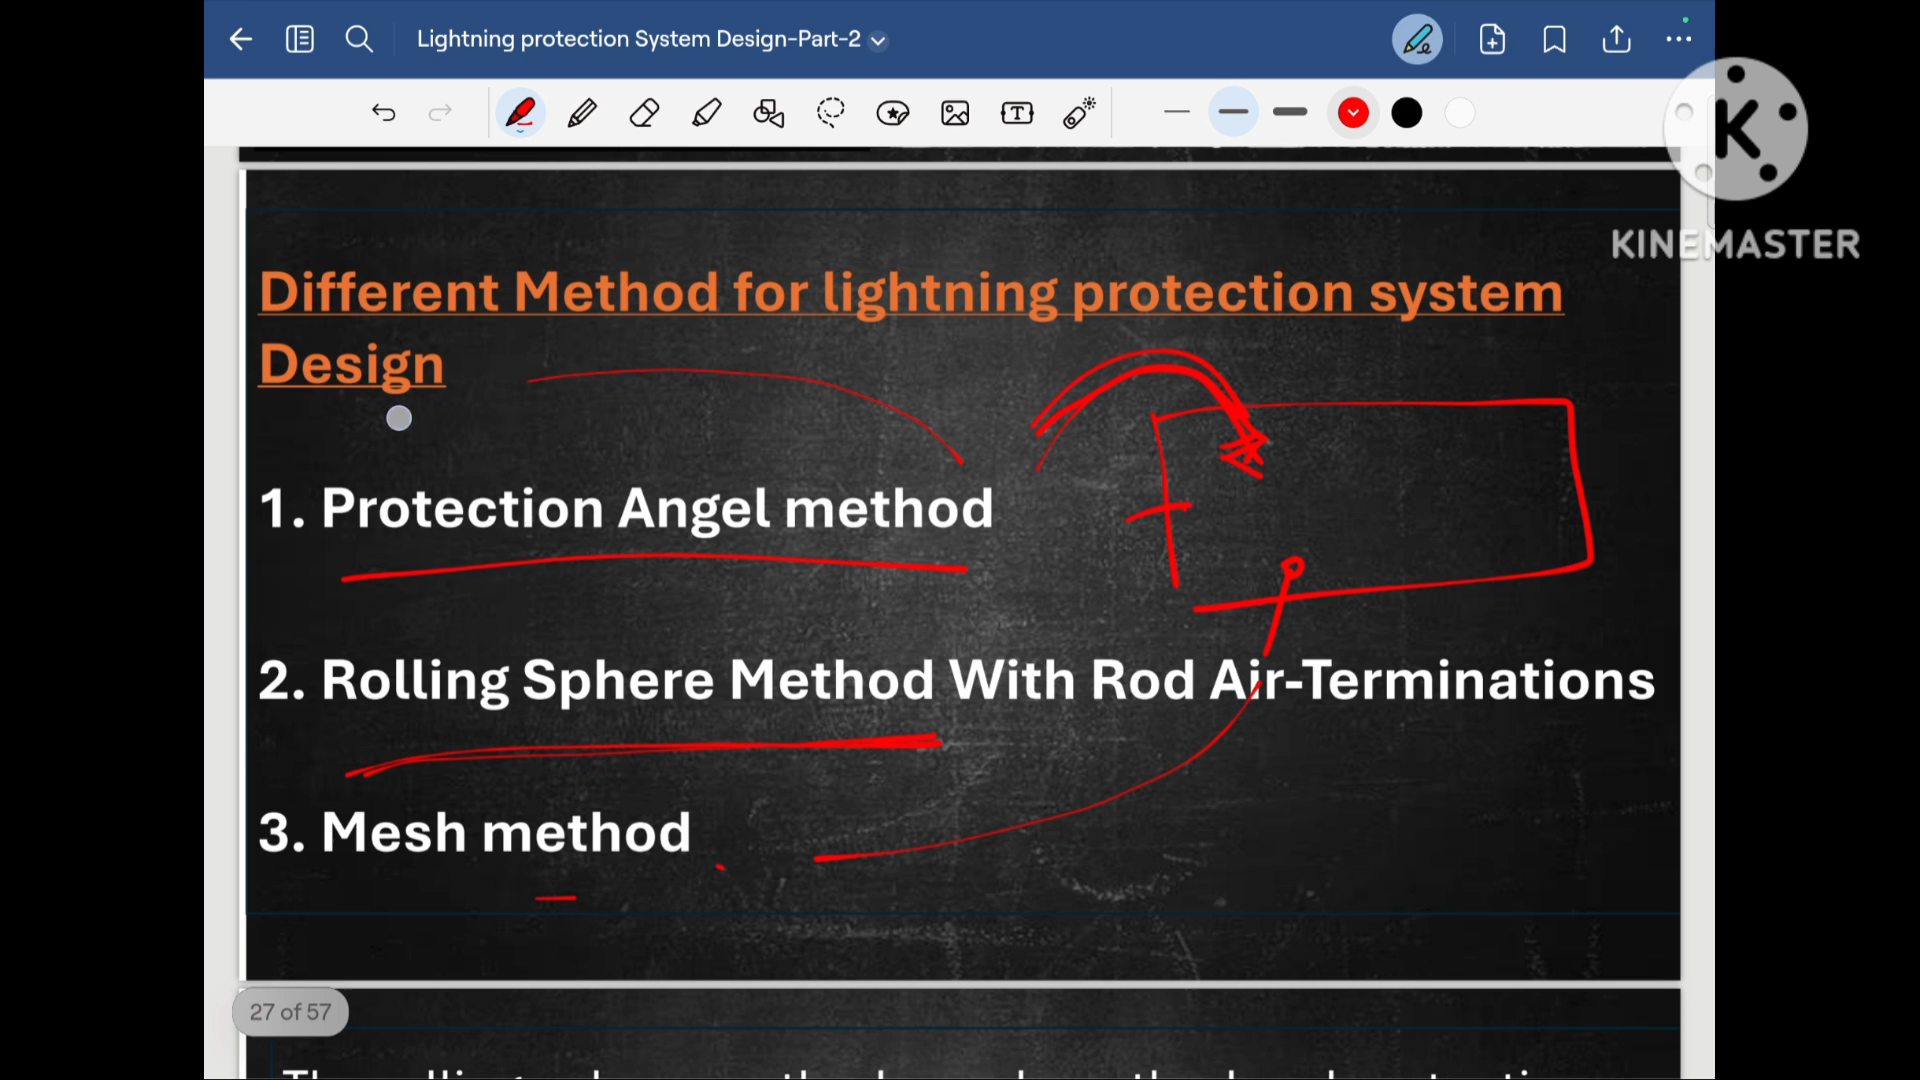 Lightning protection System Design-Part-2
KINEMASTER
Different Method for lightning protection system
Design
1. Protection Angel method
2. Rolling Sphere Method With Rod Air-Terminations
3. Mesh method
27 of 57